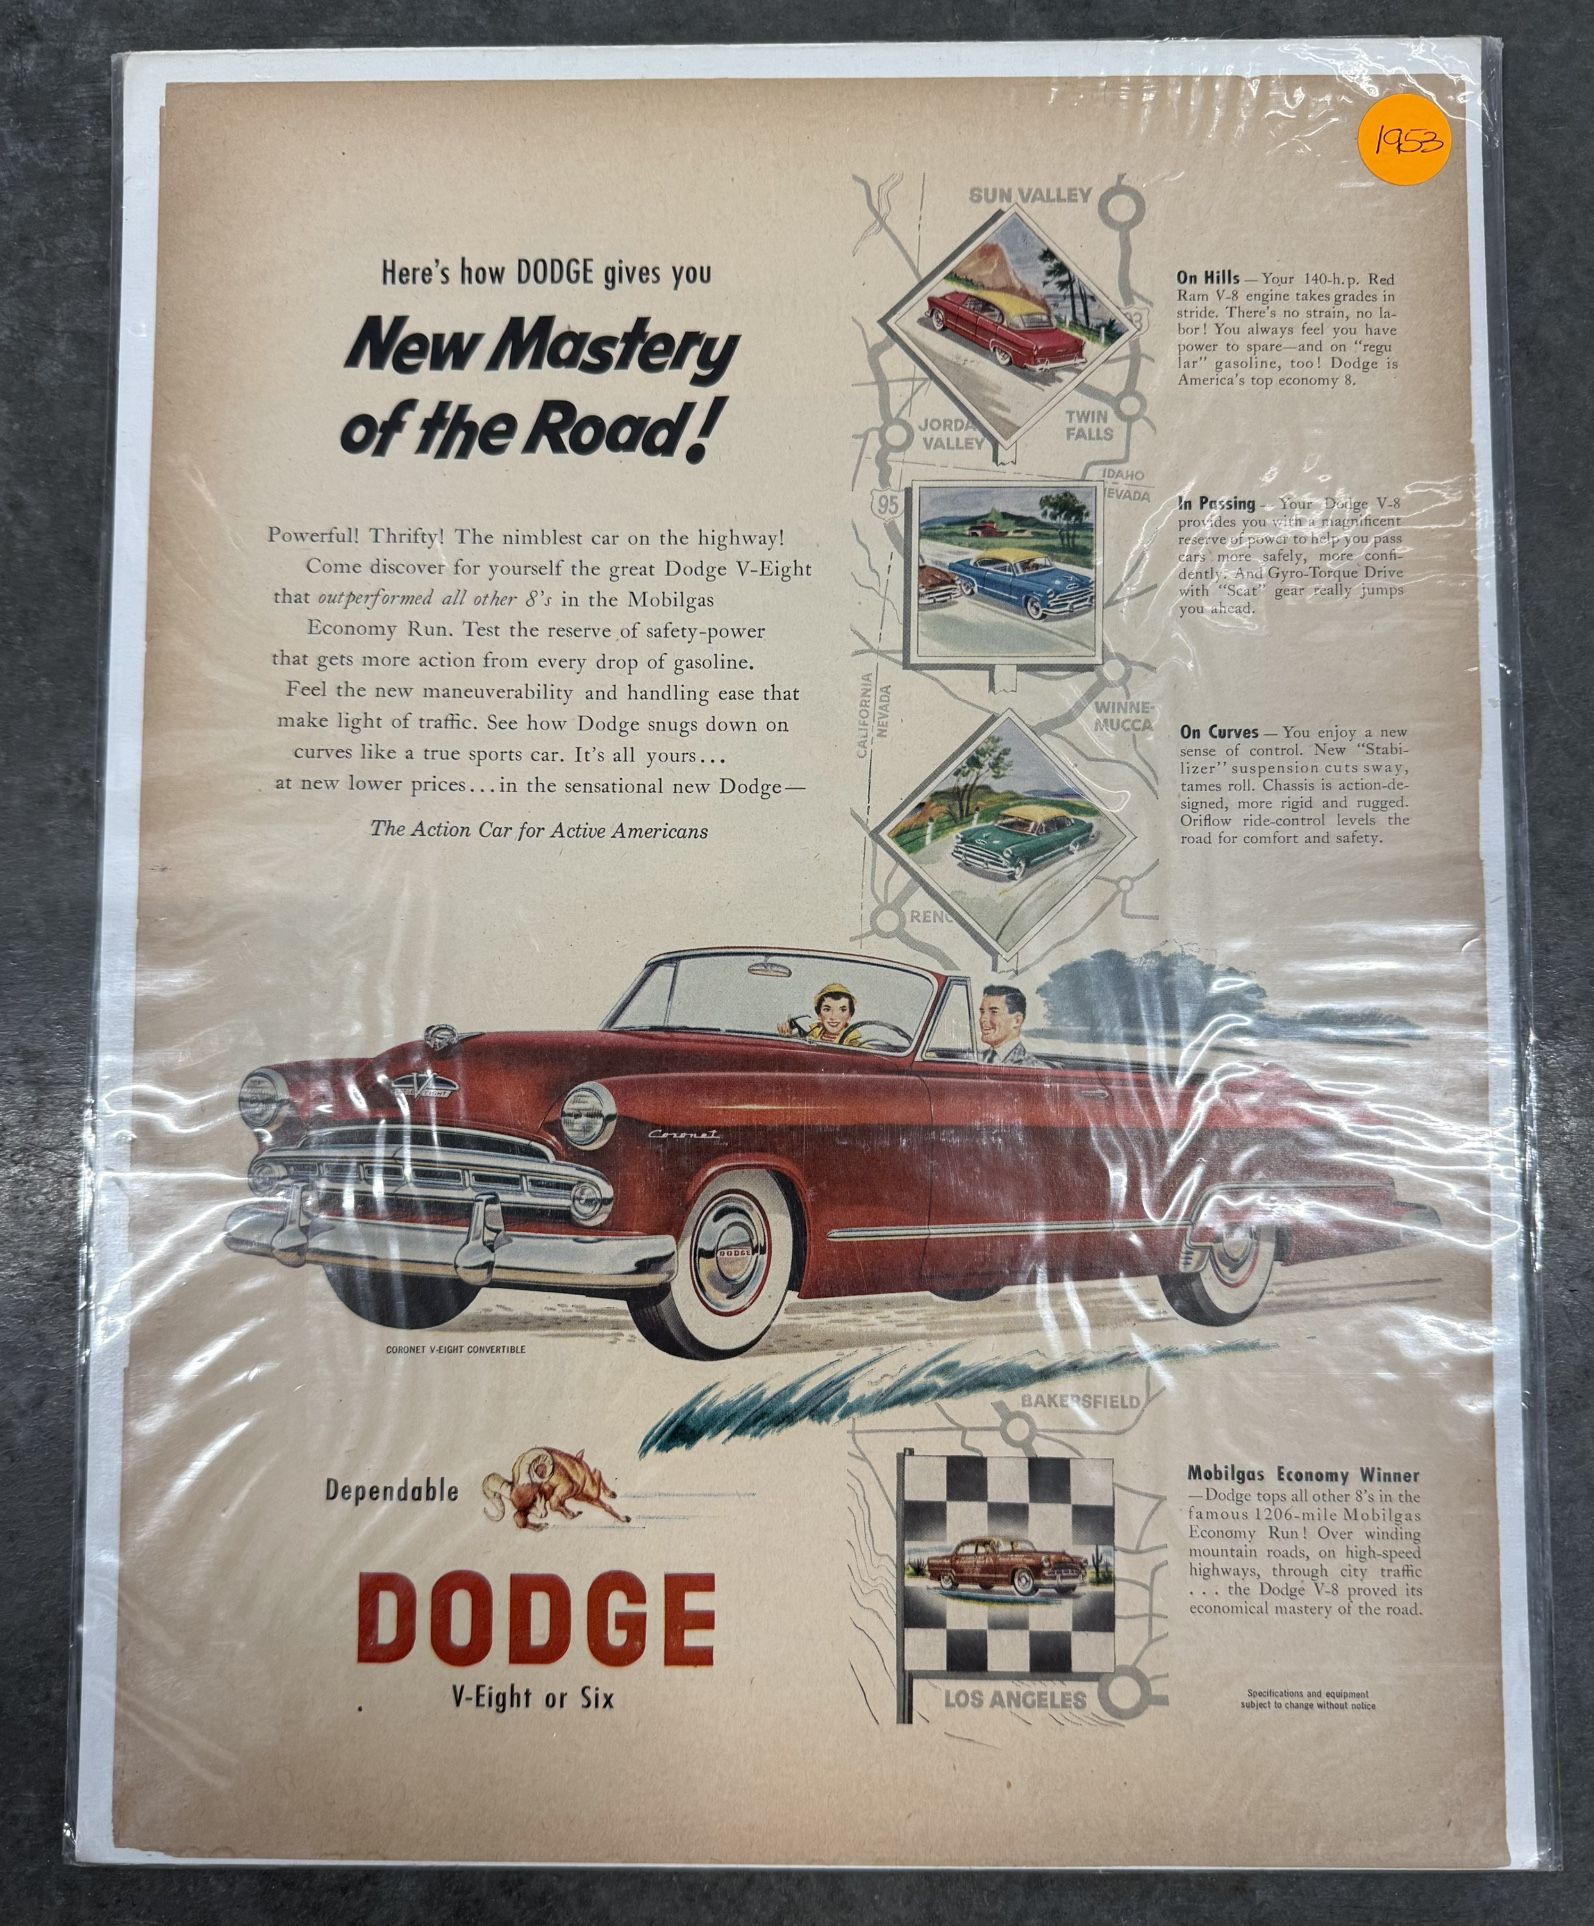 1953
Here's how DODGE gives you
New Mastery
of the Road!
Powerful! Thrifty! The nimblest car on the highway!
Come discover for yourself the great Dodge V-Eight
that outperformed all other 8's in the Mobilgas
Economy Run. Test the reserve of safety-power
that gets more action from every drop of gasoline.
Feel the new maneuverability and handling ease that
make light of traffic. See how Dodge snugs down on
curves like a true sports car. It's all yours...
at new lower prices...in the sensational new Dodge—
The Action Car for Active Americans
SUN VALLEY
93
JORDA
VALLEY
TWIN
FALLS
IDAHO
NEVADA
95
CALIFORNIA
NEVADA
WINNE-
MUCCA
RENO
On Hills — Your 140-h.p. Red
Ram V-8 engine takes grades in
stride. There's no strain, no la-
bor! You always feel you have
power to spare—and on "regu
lar" gasoline, too! Dodge is
America's top economy 8.
In Passing — Your Dodge V-8
provides you with a magnificent
reserve of power to help you pass
cars more safely, more confi-
dently. And Gyro-Torque Drive
with "Scat" gear really jumps
you ahead.
On Curves — You enjoy a new
sense of control. New "Stabi-
lizer" suspension cuts sway,
tames roll. Chassis is action-de-
signed, more rigid and rugged.
Oriflow ride-control levels the
road for comfort and safety.
Coronet
DODGE
CORONET V-EIGHT CONVERTIBLE
Dependable
DODGE
V-Eight or Six
BAKERSFIELD
LOS ANGELES
Mobilgas Economy Winner
—Dodge tops all other 8's in the
famous 1206-mile Mobilgas
Economy Run! Over winding
mountain roads, on high-speed
highways, through city traffic
. . . the Dodge V-8 proved its
economical mastery of the road.
Specifications and equipment
subject to change without notice